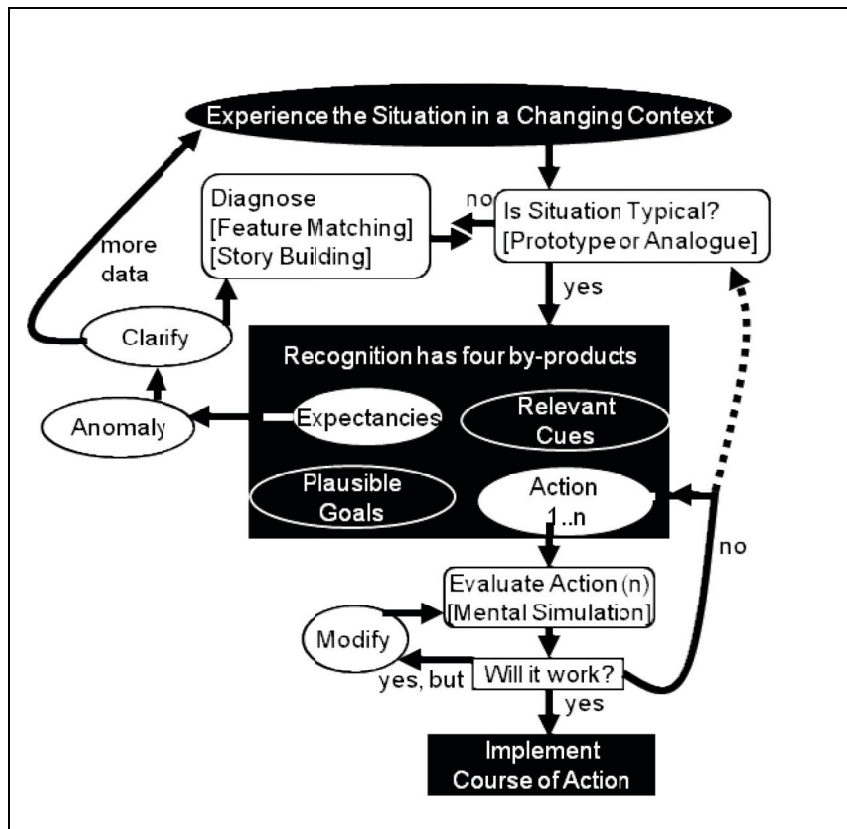 Experience the Situation in a Changing Context
Diagnose
[Feature Matching]
[Story Building]
no
Is Situation Typical?
[Prototype or Analogue]
more
data
yes
Clarify
Recognition has four by-products
Anomaly
Expectancies
Relevant
Cues
Plausible
Goals
Action
1..n
no
Evaluate Action (n)
[Mental Simulation]
Modify
yes, but
Will it work?
yes
Implement
Course of Action